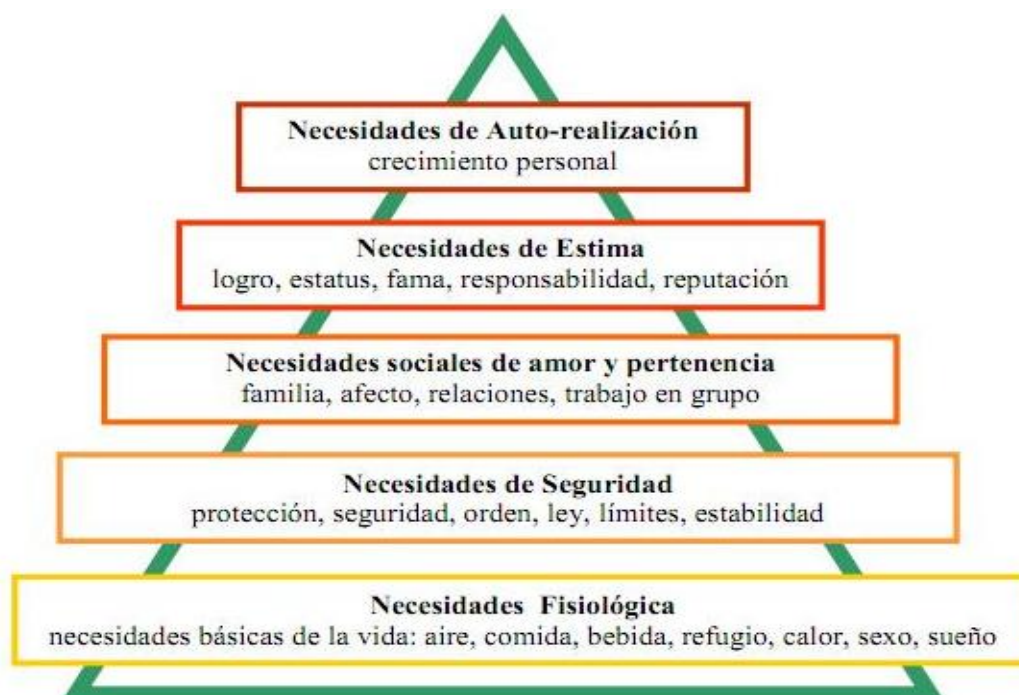 Necesidades de Auto-realización
crecimiento personal
Necesidades de Estima
logro, estatus, fama, responsabilidad, reputación
Necesidades sociales de amor y pertenencia
familia, afecto, relaciones, trabajo en grupo
Necesidades de Seguridad
protección, seguridad, orden, ley, límites, estabilidad
Necesidades Fisiológica
necesidades básicas de la vida: aire, comida, bebida, refugio, calor, sexo, sueño